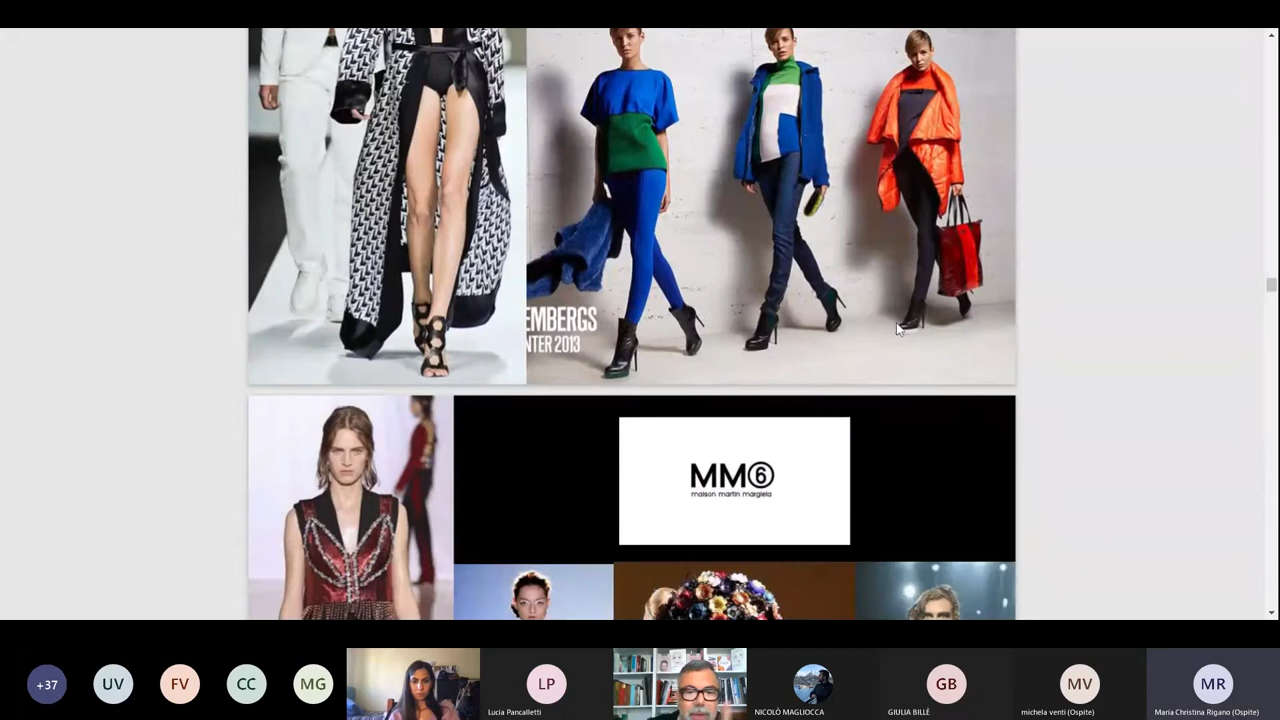 EMBERGS
NTER 2013
MM⑥
maison martin margiela
+37
UV
FV
CC
MG
LP
Lucia Pancalletti
NICOLÒ MAGLIOCCA
GB
GIULIA BILLÈ
MV
michela venti (Ospite)
MR
Maria Christina Rigano (Ospite)